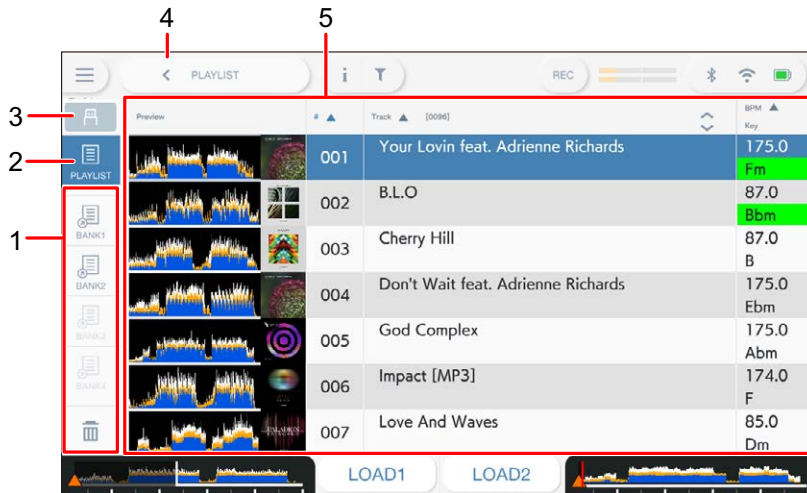 4 5
PLAYLIST i REC
3
Preview # Track [0096] BPM
Key
2
PLAYLIST
001 Your Lovin feat. Adrienne Richards 175.0
Fm
002 B.L.O 87.0
Bbm
1
BANK1
003 Cherry Hill 87.0
B
BANK2
004 Don't Wait feat. Adrienne Richards 175.0
Ebm
BANK3
005 God Complex 175.0
Abm
BANK4
006 Impact [MP3] 174.0
F
007 Love And Waves 85.0
Dm
PALADIN
LOAD1 LOAD2